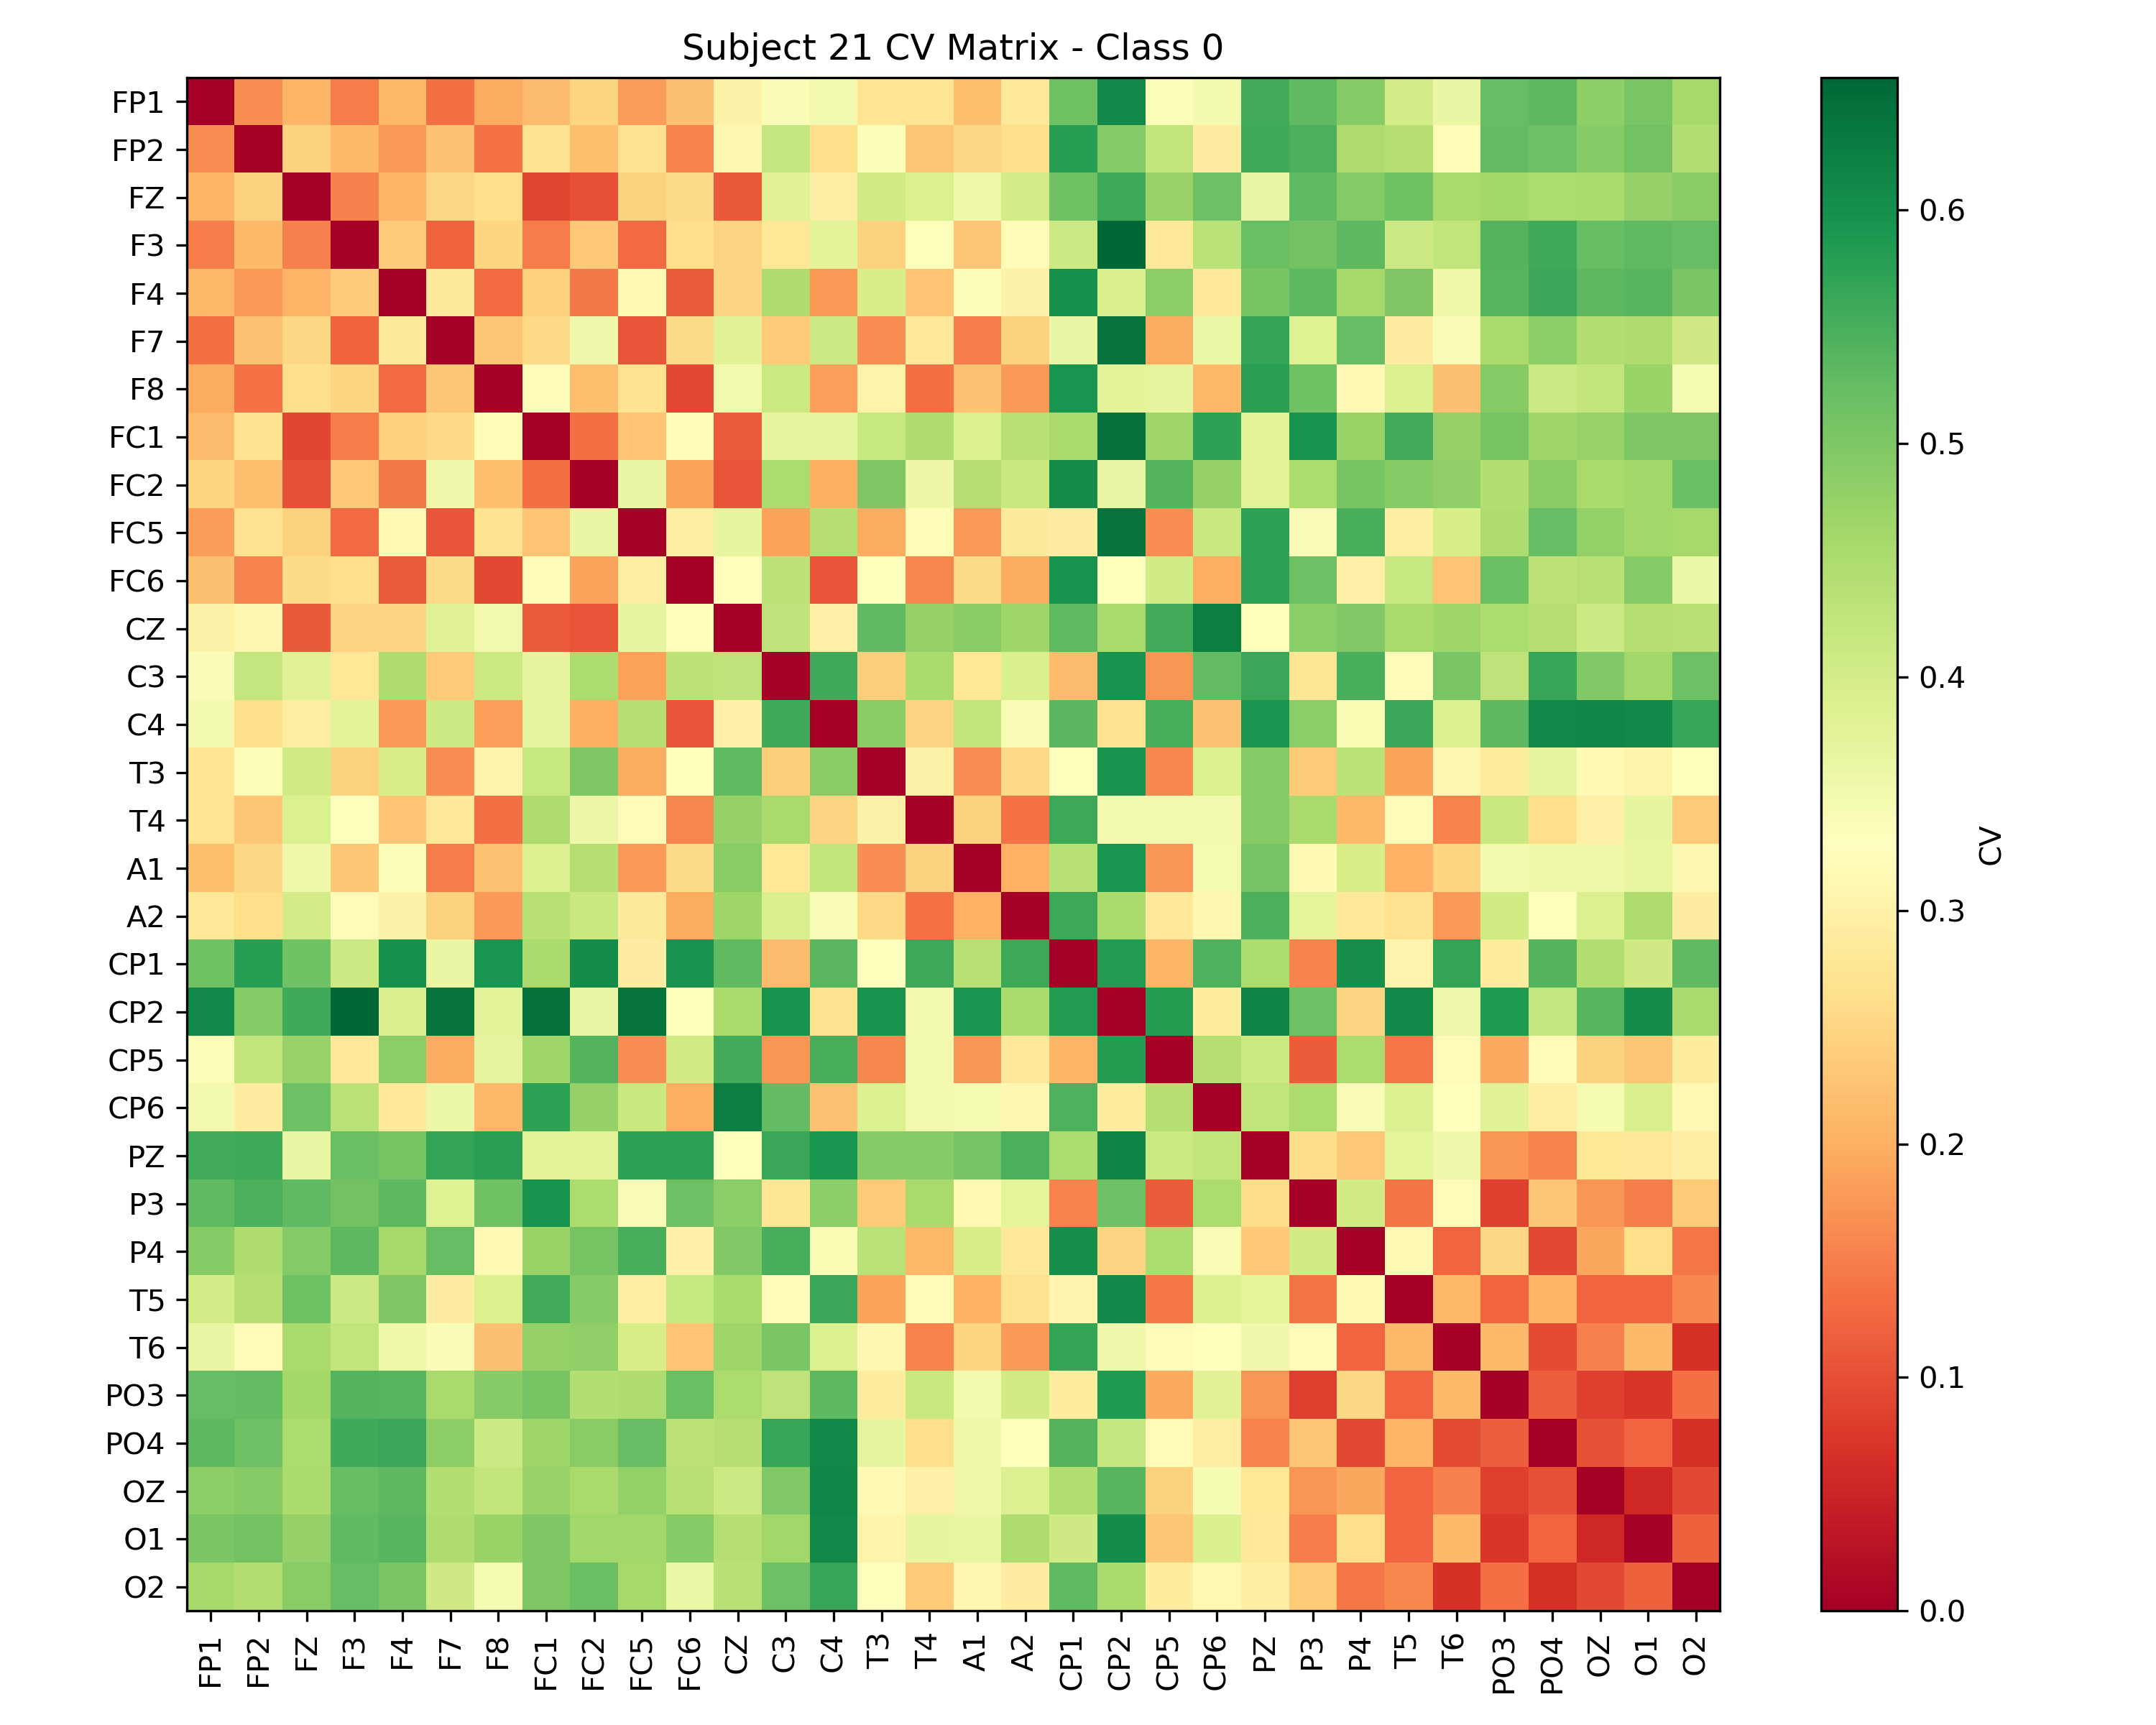 Subject 21 CV Matrix - Class 0
FP1
FP2
FZ
F3
F4
F7
F8
FC1
FC2
FC5
FC6
CZ
C3
C4
T3
T4
A1
A2
CP1
CP2
CP5
CP6
PZ
P3
P4
T5
T6
PO3
PO4
OZ
O1
O2
FP1 FP2 FZ F3 F4 F7 F8 FC1 FC2 FC5 FC6 CZ C3 C4 T3 T4 A1 A2 CP1 CP2 CP5 CP6 PZ P3 P4 T5 T6 PO3 PO4 OZ O1 O2
0.6
0.5
0.4
0.3
0.2
0.1
0.0
CV